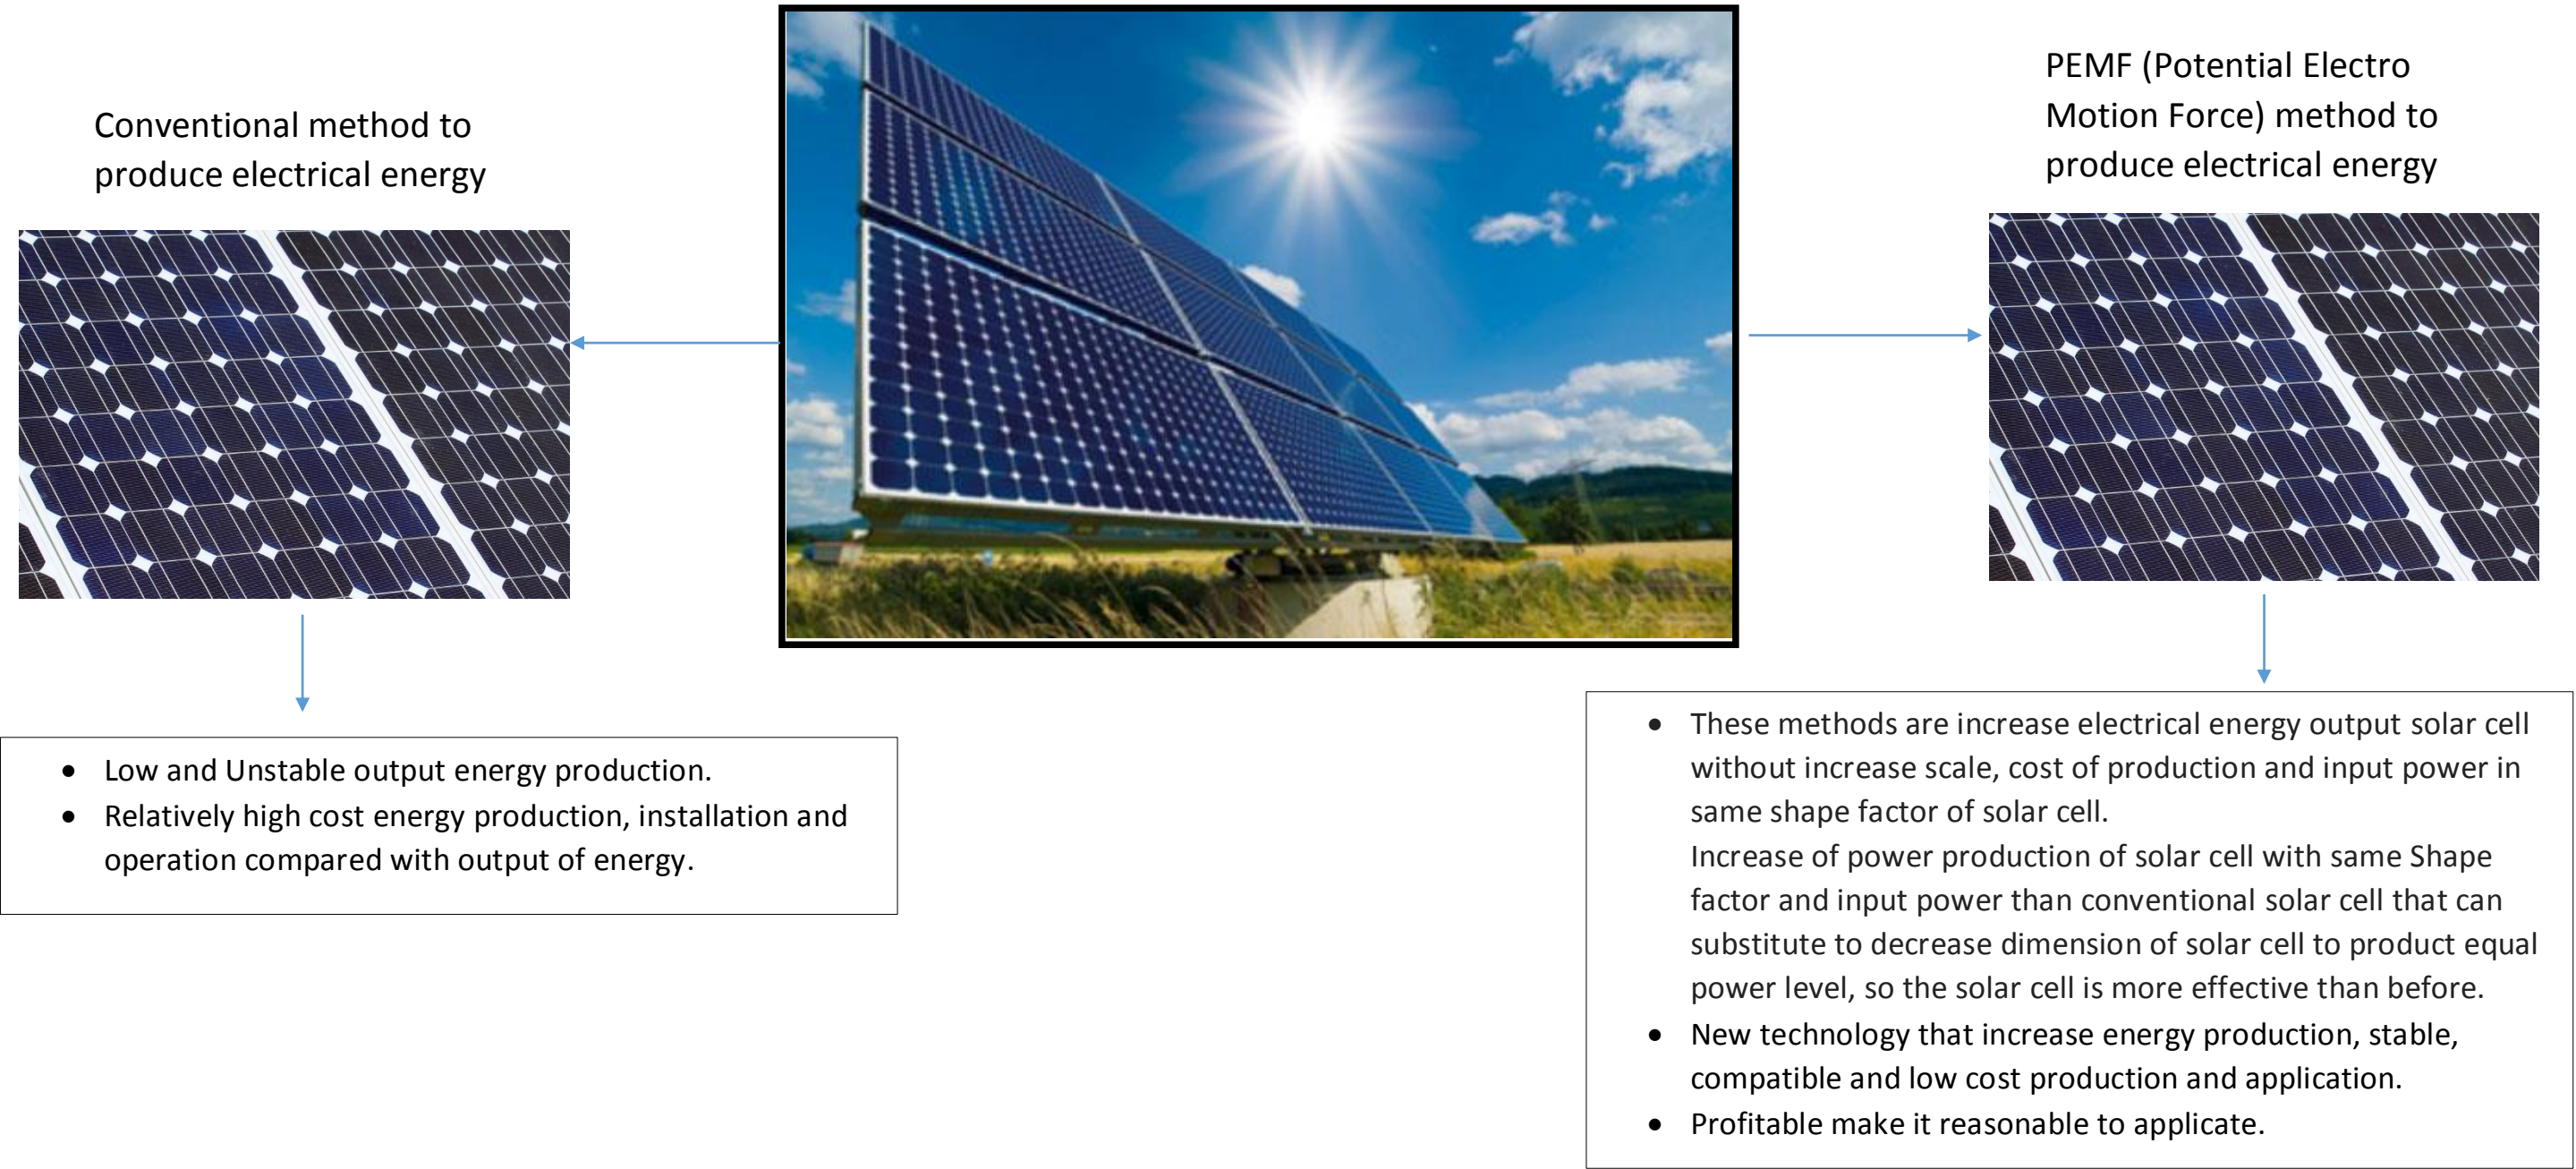 Conventional method to
produce electrical energy
PEMF (Potential Electro
Motion Force) method to
produce electrical energy
• Low and Unstable output energy production.
• Relatively high cost energy production, installation and
operation compared with output of energy.
• These methods are increase electrical energy output solar cell
without increase scale, cost of production and input power in
same shape factor of solar cell.
Increase of power production of solar cell with same Shape
factor and input power than conventional solar cell that can
substitute to decrease dimension of solar cell to product equal
power level, so the solar cell is more effective than before.
• New technology that increase energy production, stable,
compatible and low cost production and application.
• Profitable make it reasonable to applicate.